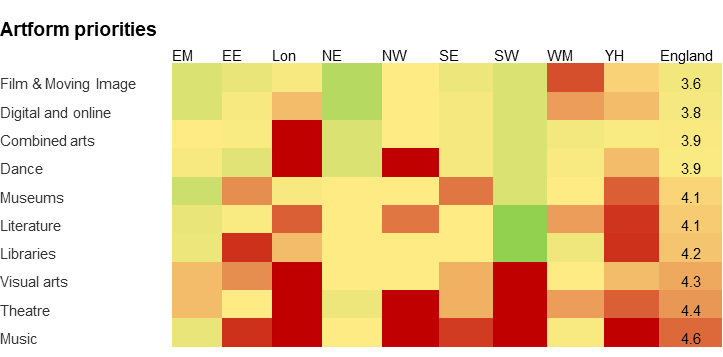 Artform priorities
EM EE Lon NE NW SE SW WM YH England
Film & Moving Image 3.6
Digital and online 3.8
Combined arts 3.9
Dance 3.9
Museums 4.1
Literature 4.1
Libraries 4.2
Visual arts 4.3
Theatre 4.4
Music 4.6